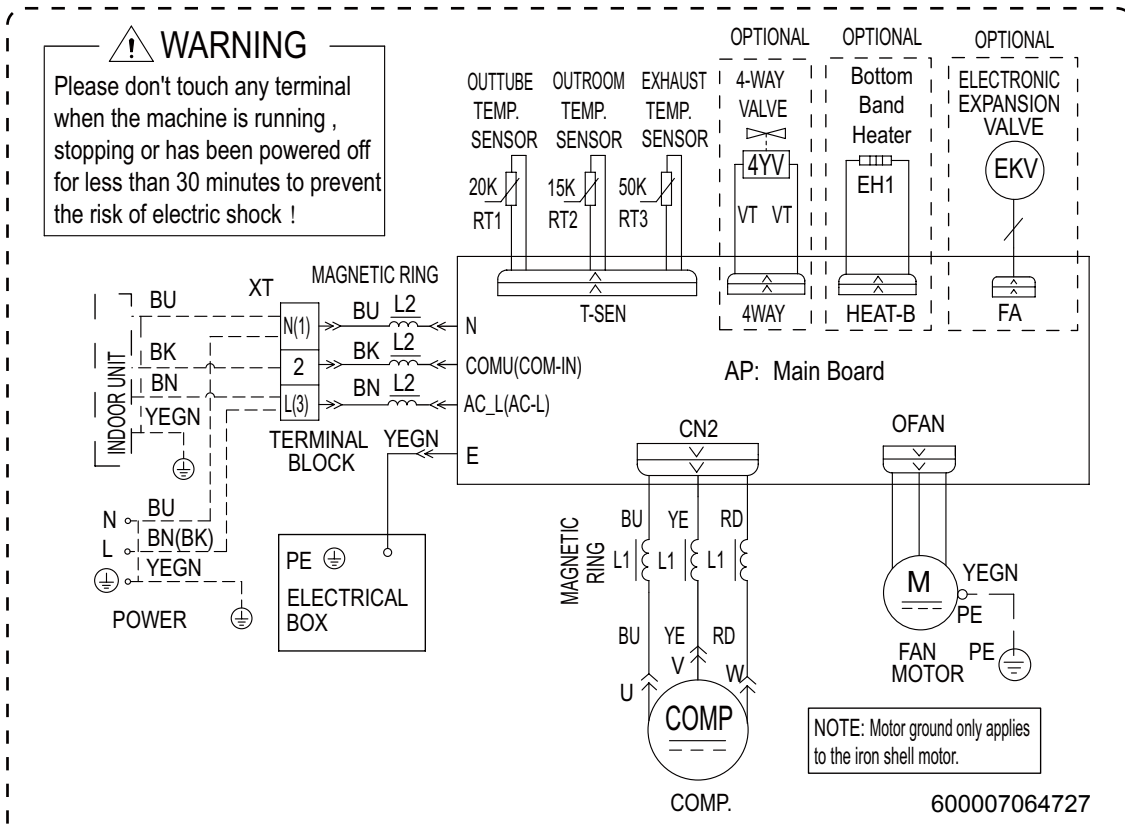 WARNING
Please don't touch any terminal
when the machine is running ,
stopping or has been powered off
for less than 30 minutes to prevent
the risk of electric shock !
OUTTUBE
TEMP.
SENSOR
20K
RT1
OUTROOM
TEMP.
SENSOR
15K
RT2
EXHAUST
TEMP.
SENSOR
50K
RT3
T-SEN
OPTIONAL
4-WAY
VALVE
4YV
VT VT
4WAY
OPTIONAL
Bottom
Band
Heater
EH1
HEAT-B
OPTIONAL
ELECTRONIC
EXPANSION
VALVE
EKV
FA
INDOOR UNIT
BU
BK
BN
YEGN
XT
N(1)
2
L(3)
TERMINAL
BLOCK
MAGNETIC RING
BU L2
BK L2
BN L2
YEGN
N
COMU(COM-IN)
AC_L(AC-L)
E
AP: Main Board
N BU
L BN(BK)
YEGN
POWER
PE
ELECTRICAL
BOX
CN2
MAGNETIC
RING
BU YE RD
L1 L1 L1
BU YE RD
U V W
COMP
COMP.
OFAN
M
YEGN
PE
PE
FAN
MOTOR
NOTE: Motor ground only applies
to the iron shell motor.
600007064727